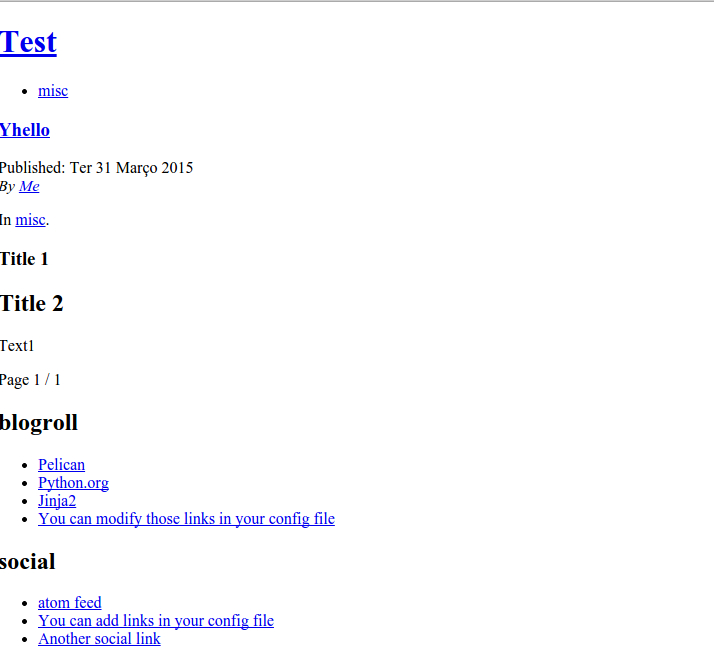 Test
misc
Yhello
Published: Ter 31 Março 2015
By Me
In misc.
Title 1
Title 2
Text1
Page 1 / 1
blogroll
Pelican
Python.org
Jinja2
You can modify those links in your config file
social
atom feed
You can add links in your config file
Another social link